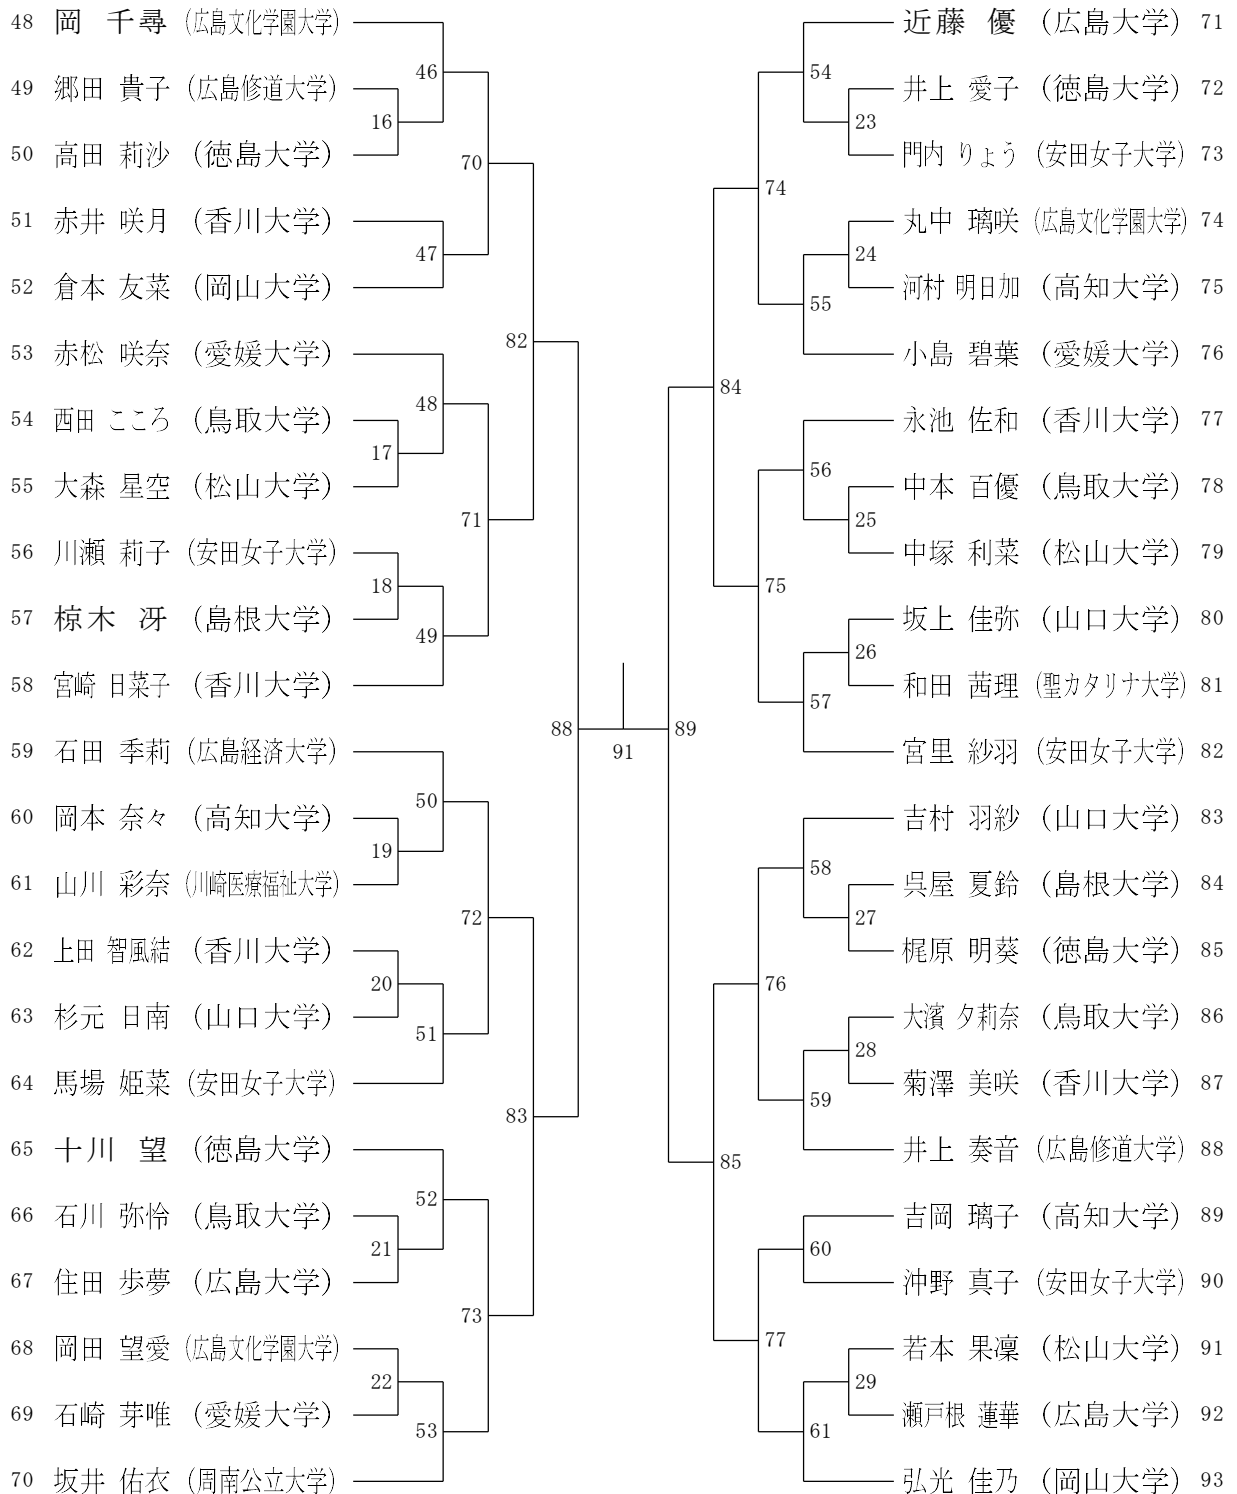 48 岡 千尋 (広島文化学園大学)
49 郷田 貴子 (広島修道大学)
50 高田 莉沙 (徳島大学)
51 赤井 咲月 (香川大学)
52 倉本 友菜 (岡山大学)
53 赤松 咲奈 (愛媛大学)
54 西田 こころ (鳥取大学)
55 大森 星空 (松山大学)
56 川瀬 莉子 (安田女子大学)
57 椋木 冴 (島根大学)
58 宮崎 日菜子 (香川大学)
59 石田 季莉 (広島経済大学)
60 岡本 奈々 (高知大学)
61 山川 彩奈 (川崎医療福祉大学)
62 上田 智風結 (香川大学)
63 杉元 日南 (山口大学)
64 馬場 姫菜 (安田女子大学)
65 十川 望 (徳島大学)
66 石川 弥怜 (鳥取大学)
67 住田 歩夢 (広島大学)
68 岡田 望愛 (広島文化学園大学)
69 石崎 芽唯 (愛媛大学)
70 坂井 佑衣 (周南公立大学)
16
17
18
19
20
21
22
46
47
48
49
50
51
52
53
70
71
72
73
82
83
88
91
89
84
85
74
75
76
77
54
55
56
57
58
59
60
61
23
24
25
26
27
28
29
近藤 優 (広島大学) 71
井上 愛子 (徳島大学) 72
門内 りょう (安田女子大学) 73
丸中 璃咲 (広島文化学園大学) 74
河村 明日加 (高知大学) 75
小島 碧葉 (愛媛大学) 76
永池 佐和 (香川大学) 77
中本 百優 (鳥取大学) 78
中塚 利菜 (松山大学) 79
坂上 佳弥 (山口大学) 80
和田 茜理 (聖カタリナ大学) 81
宮里 紗羽 (安田女子大学) 82
吉村 羽紗 (山口大学) 83
呉屋 夏鈴 (島根大学) 84
梶原 明葵 (徳島大学) 85
大濱 夕莉奈 (鳥取大学) 86
菊澤 美咲 (香川大学) 87
井上 奏音 (広島修道大学) 88
吉岡 璃子 (高知大学) 89
沖野 真子 (安田女子大学) 90
若本 果凜 (松山大学) 91
瀬戸根 蓮華 (広島大学) 92
弘光 佳乃 (岡山大学) 93